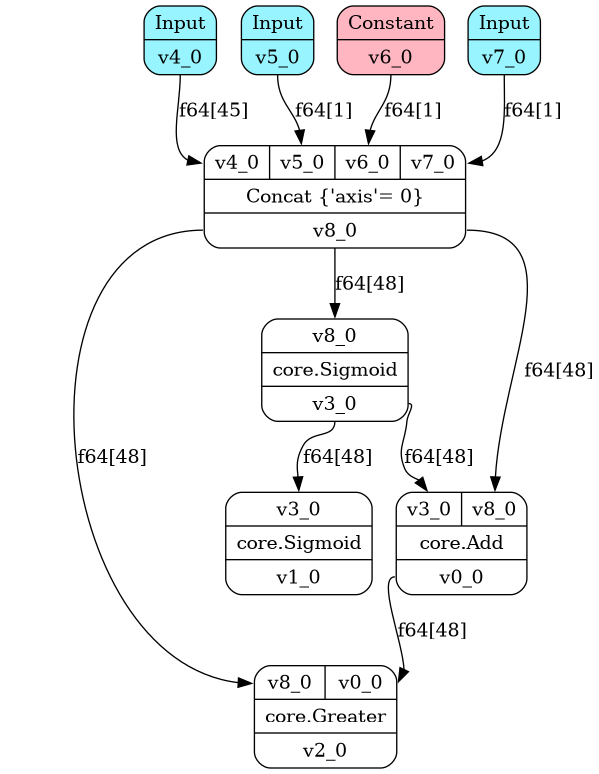 Input Input Constant Input
v4_0 v5_0 v6_0 v7_0
f64[45] f64[1] f64[1] f64[1]
v4_0 v5_0 v6_0 v7_0
Concat {'axis'= 0}
v8_0
f64[48]
v8_0
f64[48]
core.Sigmoid
v3_0
f64[48] f64[48] f64[48]
v3_0 v3_0 v8_0
core.Sigmoid core.Add
v1_0 v0_0
f64[48]
v8_0 v0_0
core.Greater
v2_0